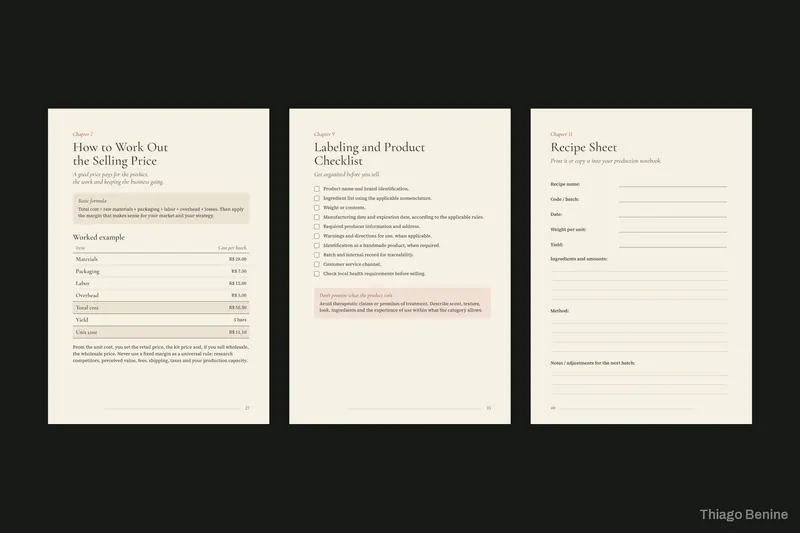 Chapter 7
How to Work Out
the Selling Price
A good price pays for the product,
the work and keeping the business going.
Basic formula
Total cost = raw materials + packaging + labor + overhead + losses. Then apply
the margin that makes sense for your market and your strategy.
Worked example
Item Cost per batch
Materials R$ 28.00
Packaging R$ 7.50
Labor R$ 15.00
Overhead R$ 5.00
Total cost
Yield 5 bars
Unit cost R$ 11.10
From the unit cost, you set the retail price, the kit price and, if you sell wholesale,
the wholesale price. Never use a fixed margin as a universal rule: research
competitors, perceived value, fees, shipping, taxes and your production capacity.
Chapter 9
Labeling and Product
Checklist
Get organized before you sell.
Product name and brand identification.
Ingredient list using the applicable nomenclature.
Weight or contents.
Manufacturing date and expiration date, according to the applicable rules.
Required producer information and address.
Warnings and directions for use, when applicable.
Identification as a handmade product, when required.
Batch and internal record for traceability.
Customer service channel.
Check local health requirements before selling.
Don't promise what the product isn't
Avoid therapeutic claims or promises of treatment. Describe scent, texture,
look, ingredients and the experience of use within what the category allows.
Chapter 11
Recipe Sheet
Print it or copy it into your production notebook.
Recipe name:
Code / batch:
Date:
Weight per unit:
Yield:
Ingredients and amounts:
Method:
Notes / adjustments for the next batch:
Thiago Benine